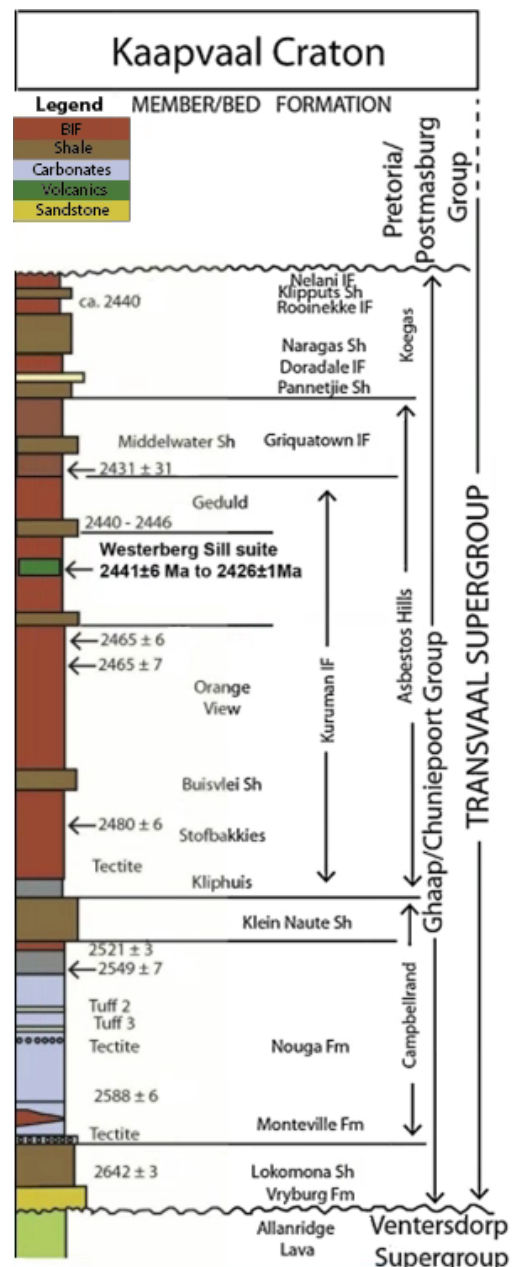 Kaapvaal Craton
Legend
BIF
Shale
Carbonates
Volcanics
Sandstone
MEMBER/BED FORMATION
Pretoria/
Postmasburg
Group
Nelani IF
Klipputs Sh
ca. 2440
Rooinekke IF
Koegas
Naragas Sh
Doradale IF
Pannetjie Sh
Middelwater Sh
Griquatown IF
2431 ± 31
Geduld
2440 - 2446
Westerberg Sill suite
2441±6 Ma to 2426±1Ma
2465 ± 6
2465 ± 7
Orange
View
Kuruman IF
Asbestos Hills
Ghaap/Chuniepoort Group
TRANSVAAL SUPERGROUP
Buisvlei Sh
2480 ± 6
Stofbakkies
Tectite
Kliphuis
Klein Naute Sh
2521 ± 3
2549 ± 7
Campbellrand
Tuff 2
Tuff 3
Tectite
Nouga Fm
2588 ± 6
Monteville Fm
Tectite
2642 ± 3
Lokomona Sh
Vryburg Fm
Allanridge
Lava
Ventersdorp
Supergroup